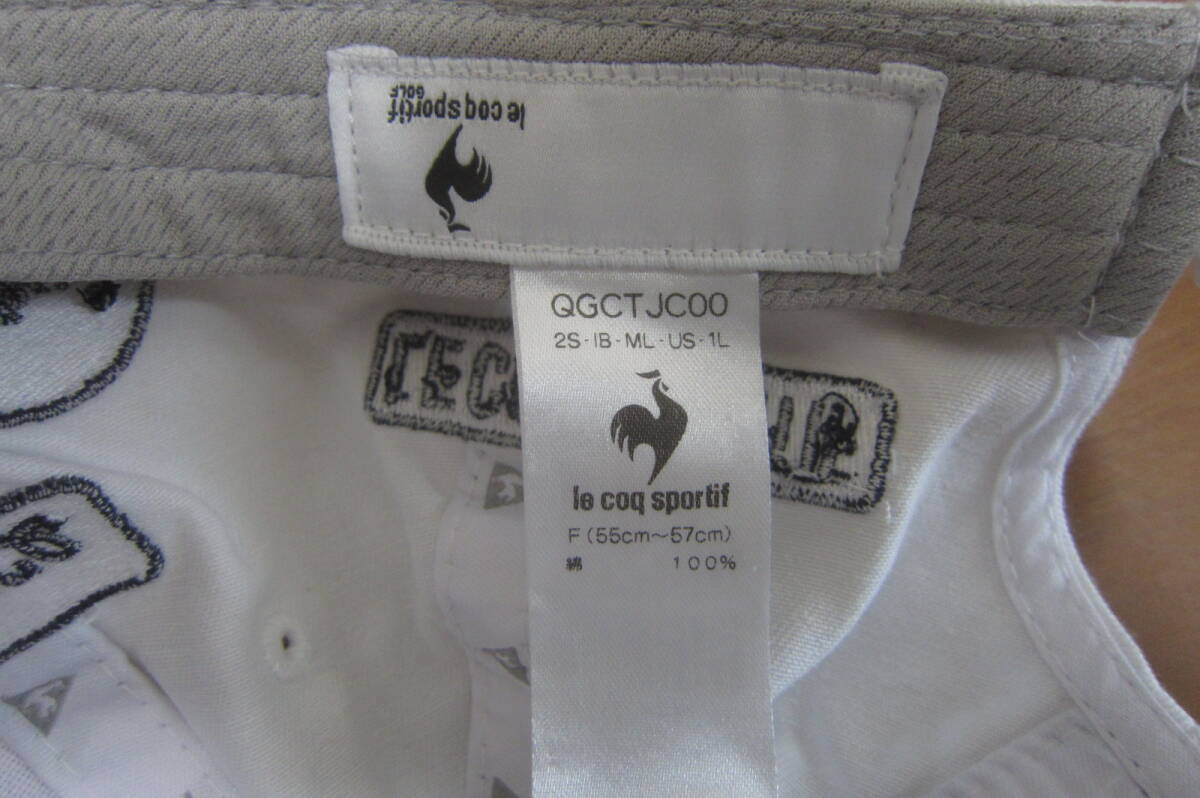 le coq sportif
GOLF
QGCTJC00
2S-IB-ML-US-1L
le coq sportif
F (55cm～57cm)
綿 100%